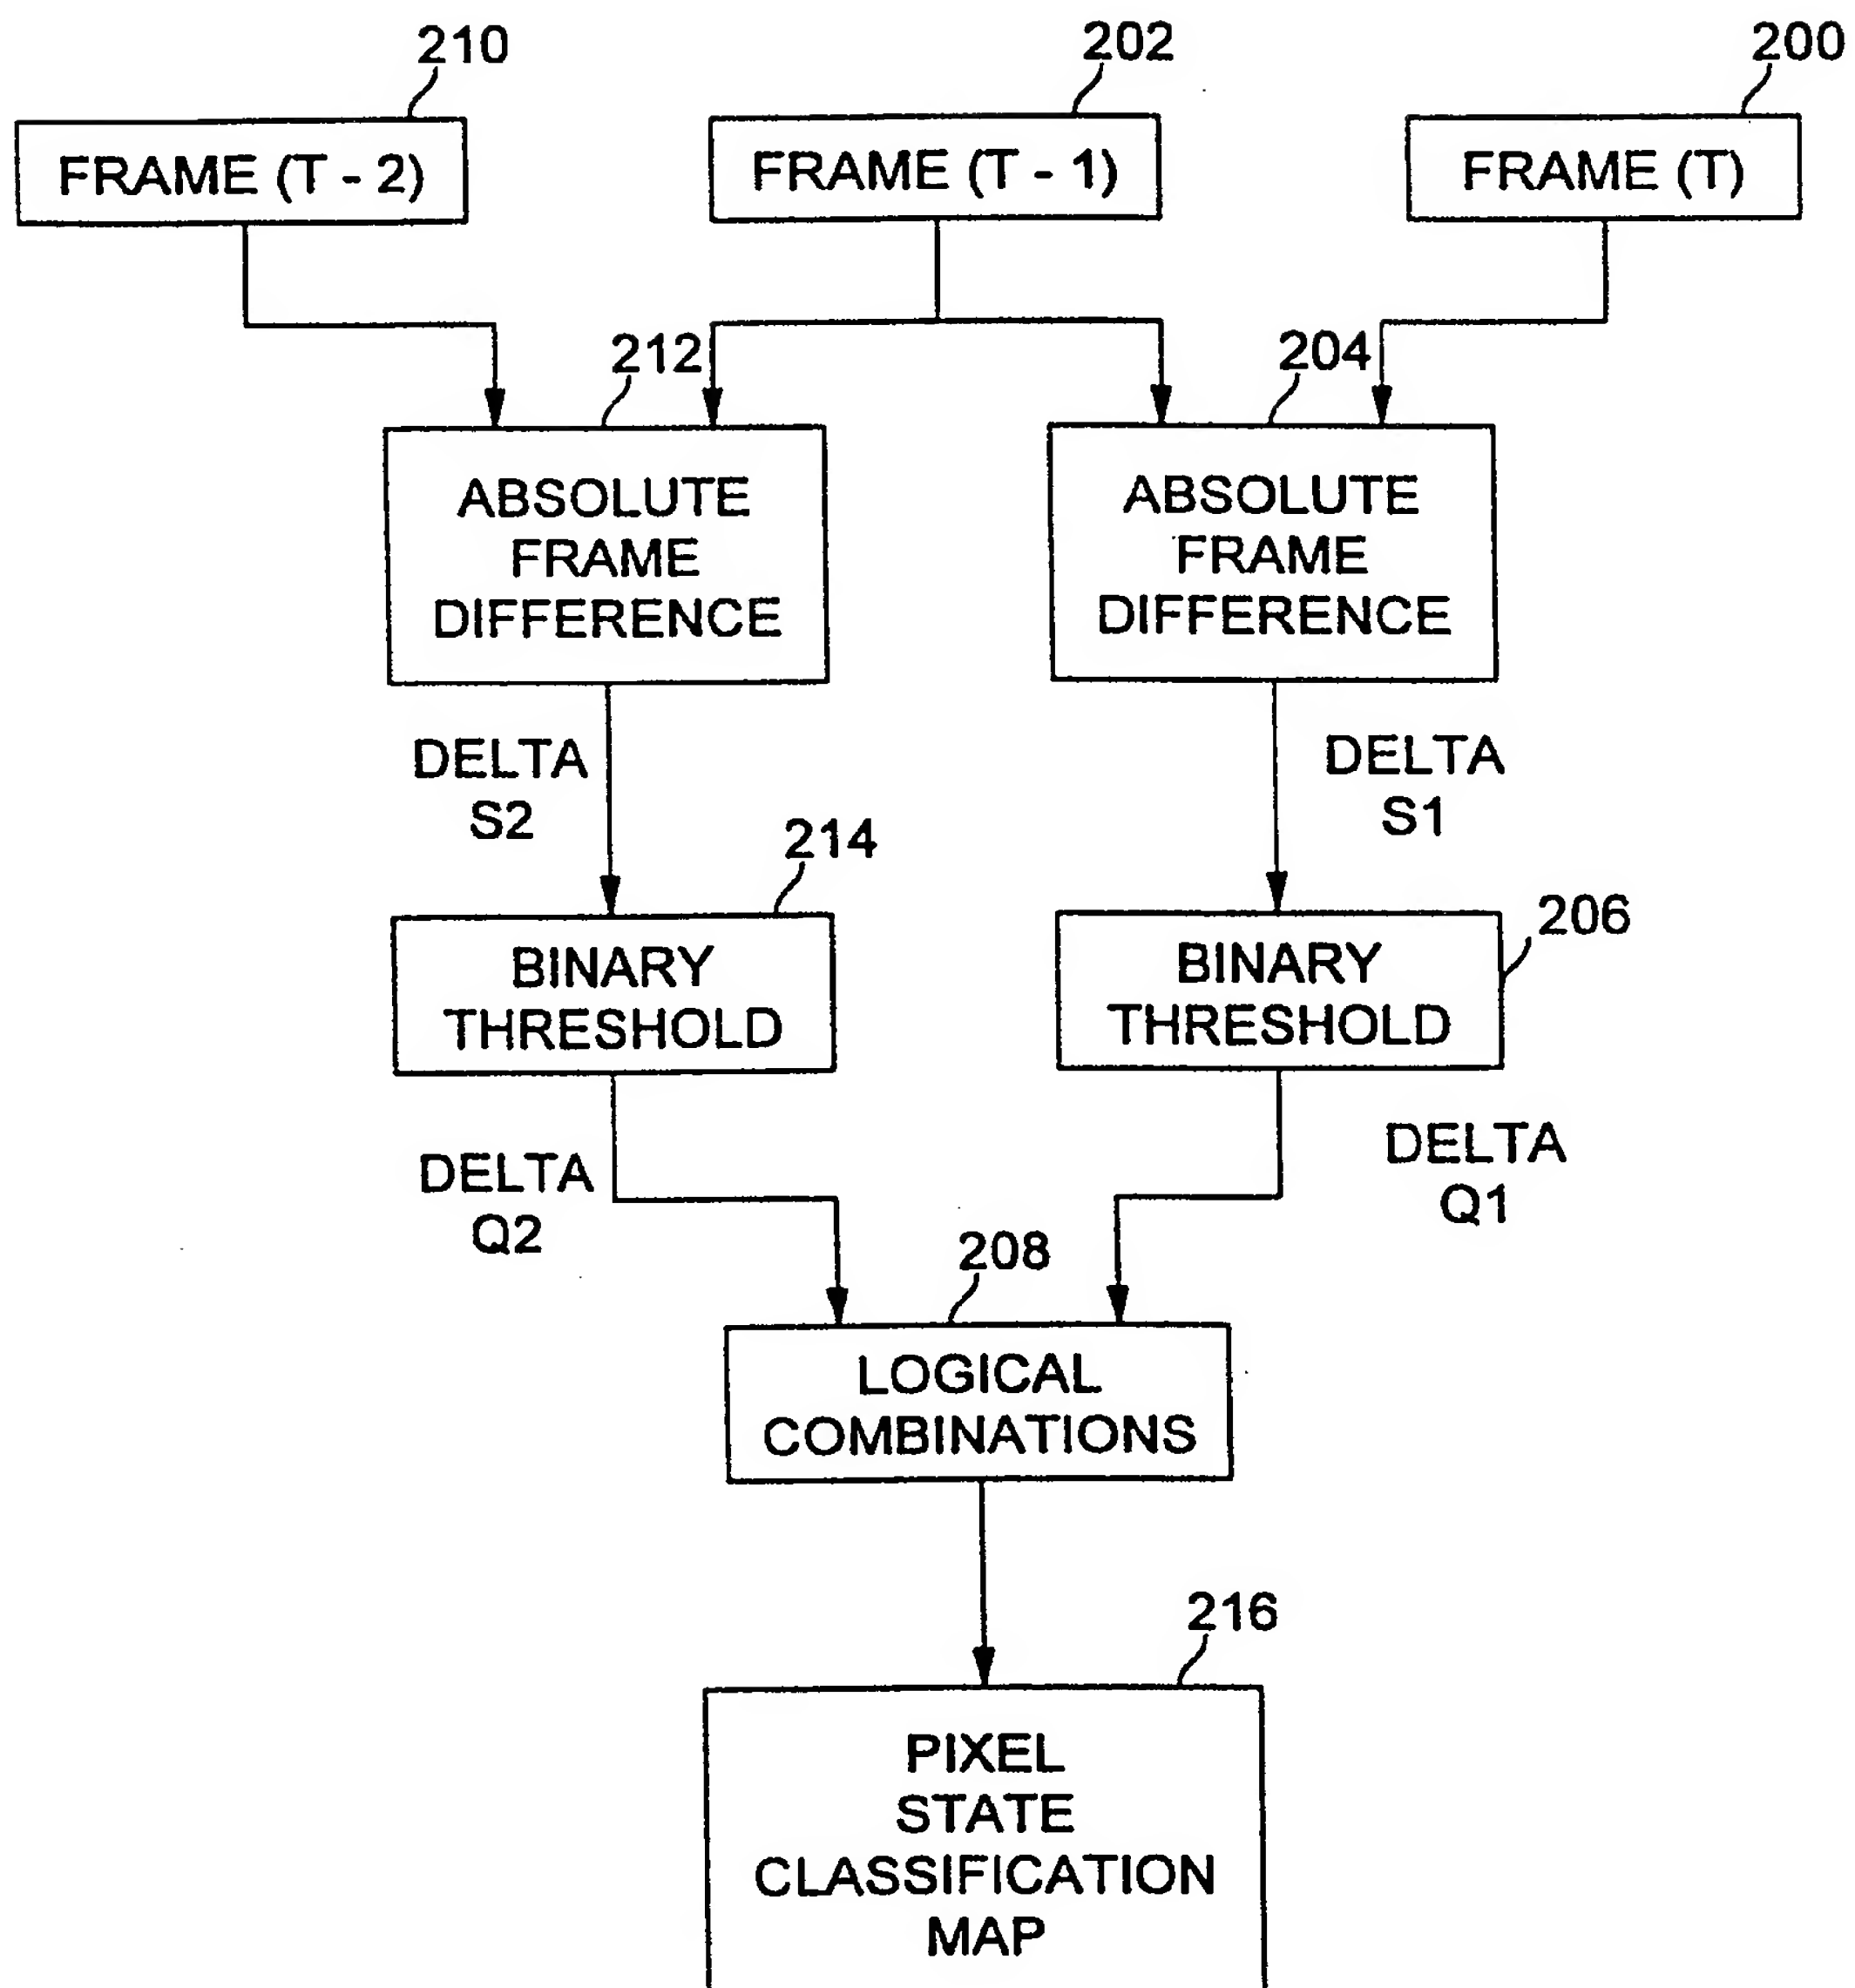 210 202 200
FRAME (T - 2) FRAME (T - 1) FRAME (T)
212 204
ABSOLUTE
FRAME
DIFFERENCE
ABSOLUTE
FRAME
DIFFERENCE
DELTA
S2
DELTA
S1
214
206
BINARY
THRESHOLD
BINARY
THRESHOLD
DELTA
Q2
DELTA
Q1
208
LOGICAL
COMBINATIONS
216
PIXEL
STATE
CLASSIFICATION
MAP